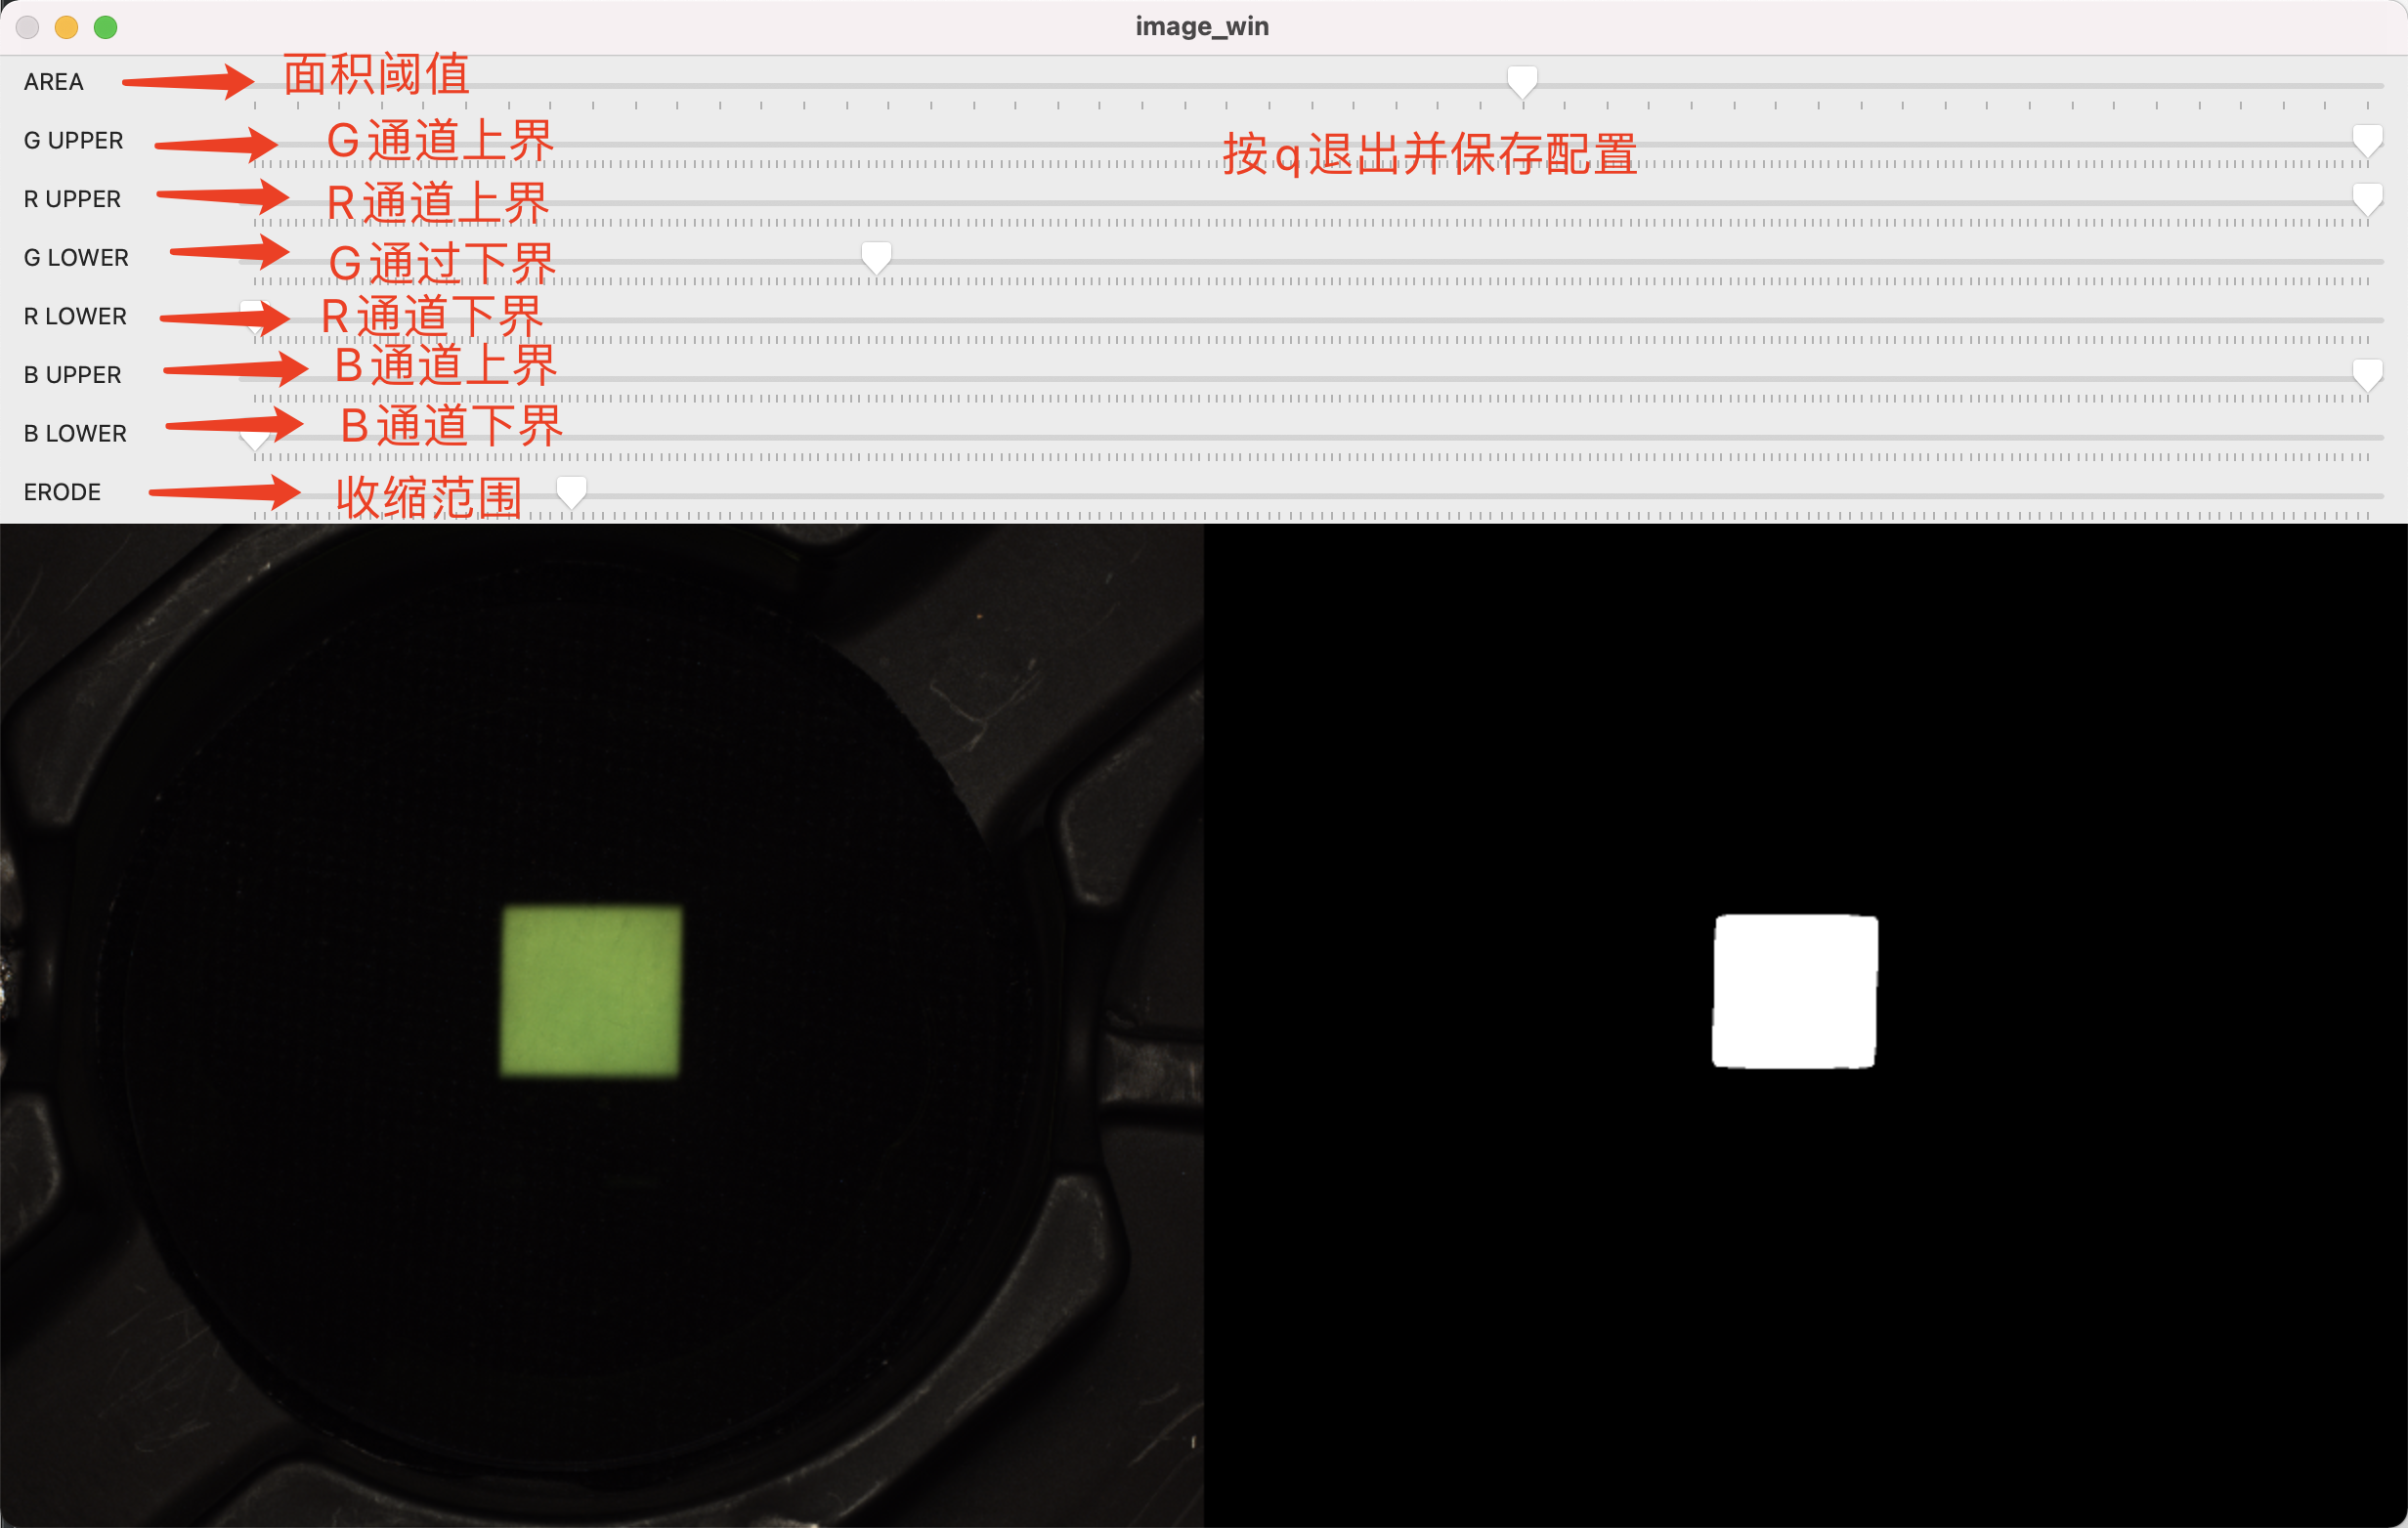 image_win
AREA 面积阈值
G UPPER G通道上界 按q退出并保存配置
R UPPER R通道上界
G LOWER G通过下界
R LOWER R通道下界
B UPPER B通道上界
B LOWER B通道下界
ERODE 收缩范围